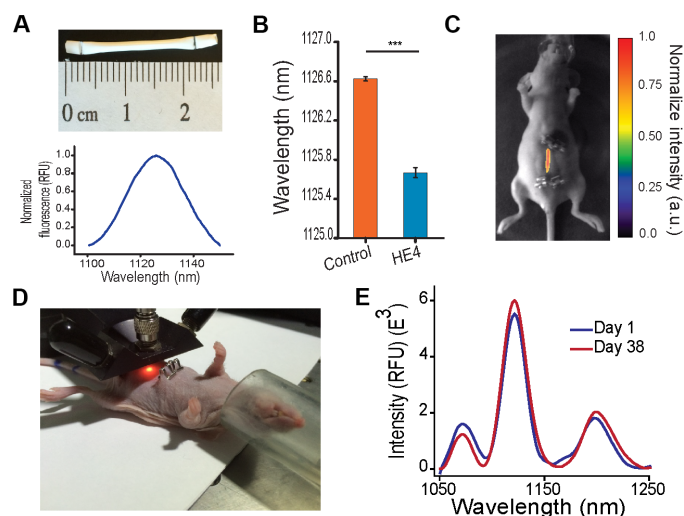 A
0 cm 1 2
Normalized
fluorescence (RFU)
1.0
0.8
0.6
0.4
0.2
0.0
1100 1120 1140
Wavelength (nm)
B
Wavelength (nm)
1127.0
1126.6
1126.2
1125.8
1125.4
1125.0
***
Control HE4
C
1.0
0.75
0.50
0.25
0.0
Normalize intensity (a.u.)
D
E
Intensity (RFU) (E³)
6
4
2
0
Day 1
Day 38
1050 1150 1250
Wavelength (nm)